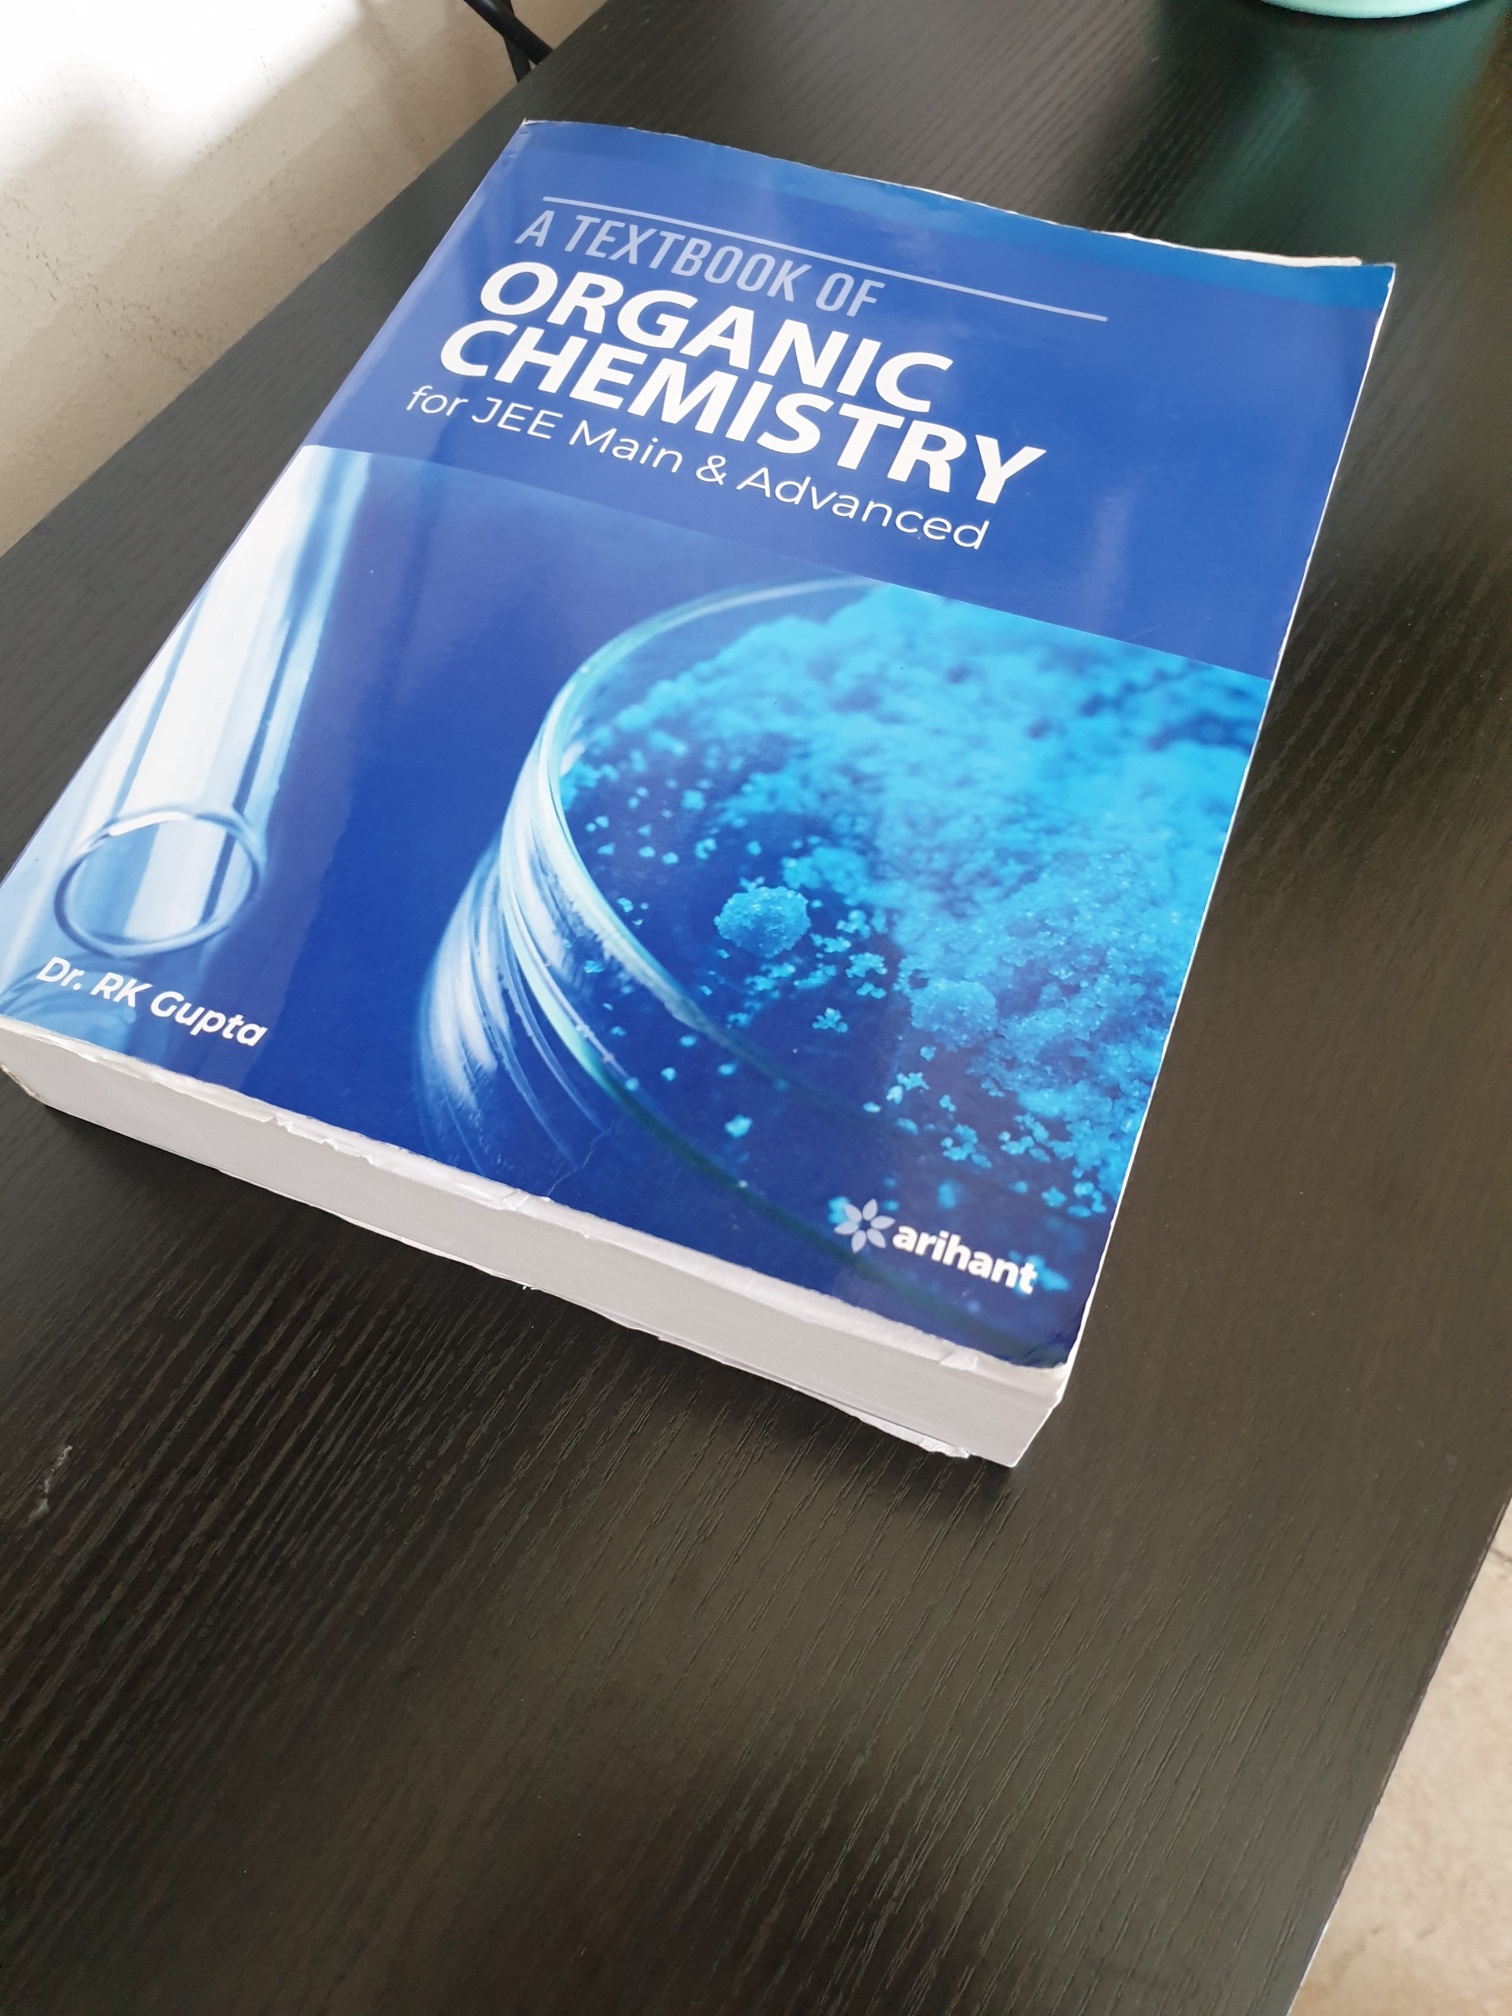 A TEXTBOOK OF
ORGANIC
CHEMISTRY
for JEE Main & Advanced
Dr. RK Gupta
arihant